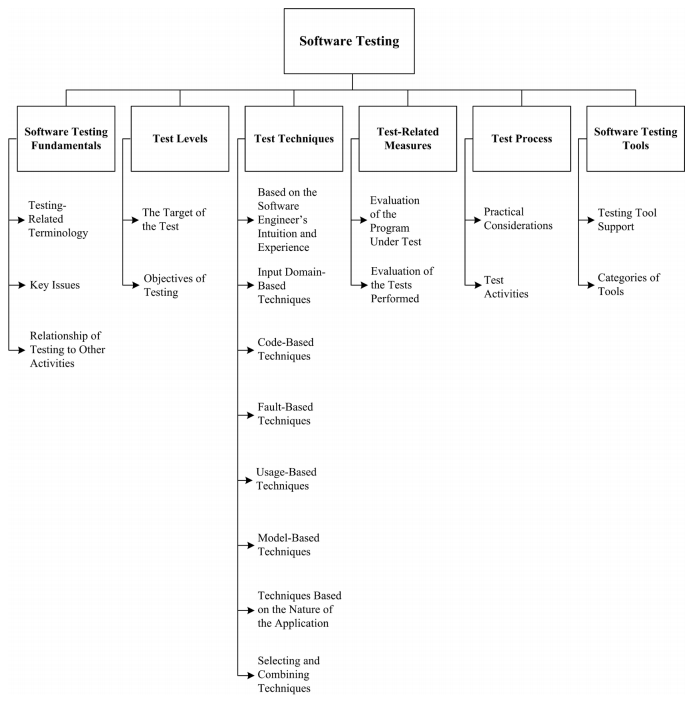 Software Testing
Software Testing
Fundamentals
Testing-
Related
Terminology
Key Issues
Relationship of
Testing to Other
Activities
Test Levels
The Target of
the Test
Objectives of
Testing
Test Techniques
Based on the
Software
Engineer's
Intuition and
Experience
Input Domain-
Based
Techniques
Code-Based
Techniques
Fault-Based
Techniques
Usage-Based
Techniques
Model-Based
Techniques
Techniques Based
on the Nature of
the Application
Selecting and
Combining
Techniques
Test-Related
Measures
Evaluation
of the
Program
Under Test
Evaluation of
the Tests
Performed
Test Process
Practical
Considerations
Test
Activities
Software Testing
Tools
Testing Tool
Support
Categories of
Tools